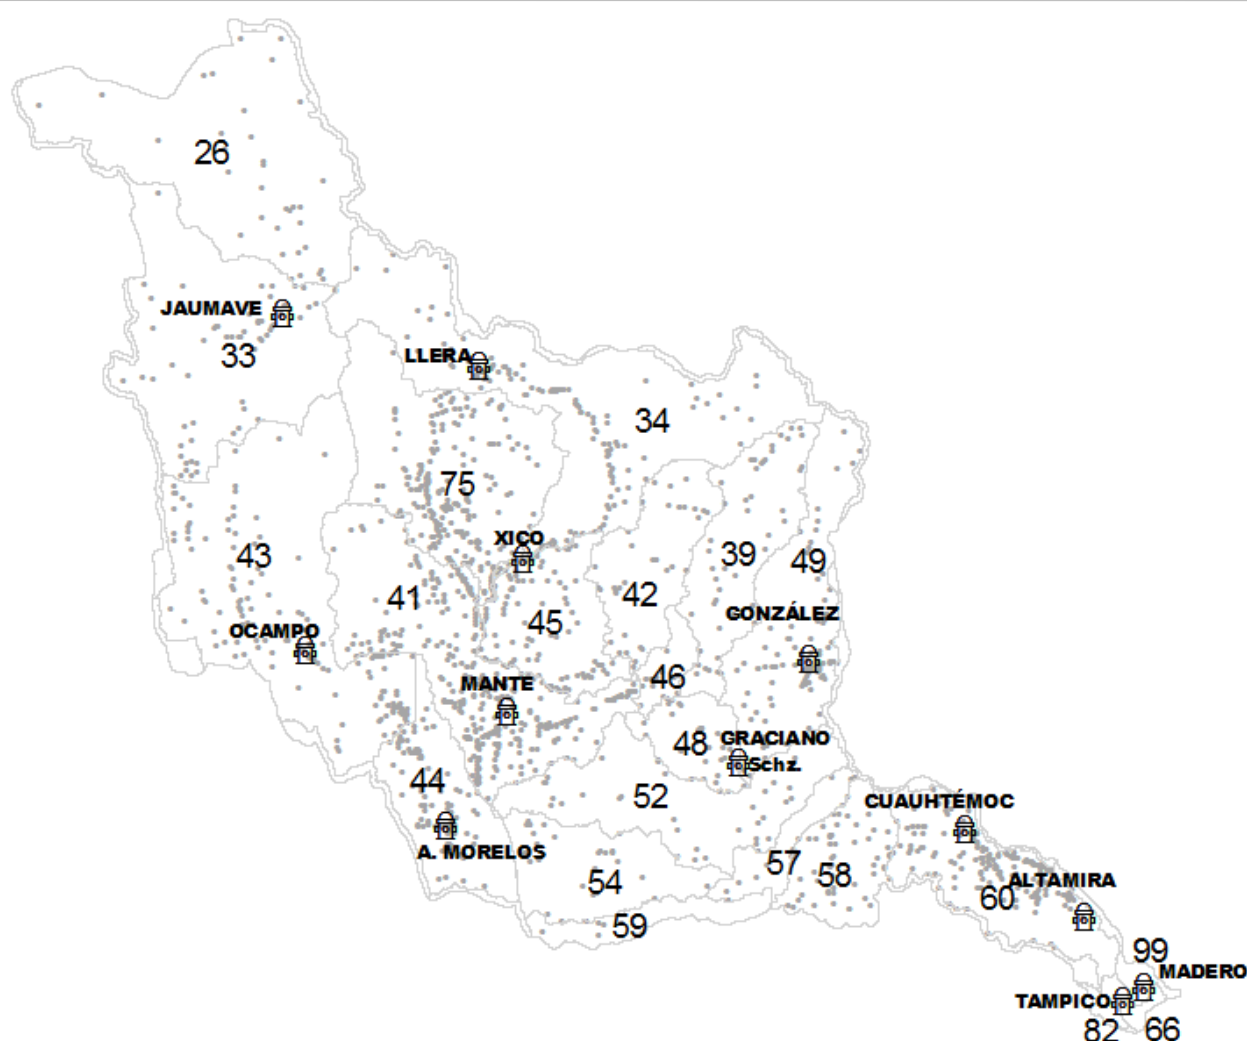 26
JAUMAVE
33
LLERA
34
75
XICO
43
39
49
41
42
45
GONZÁLEZ
OCAMPO
46
MANTE
48
GRACIANO
Schz.
44
52
CUAUHTÉMOC
A. MORELOS
57
58
54
ALTAMIRA
60
59
99
MADERO
TAMPICO
82
66